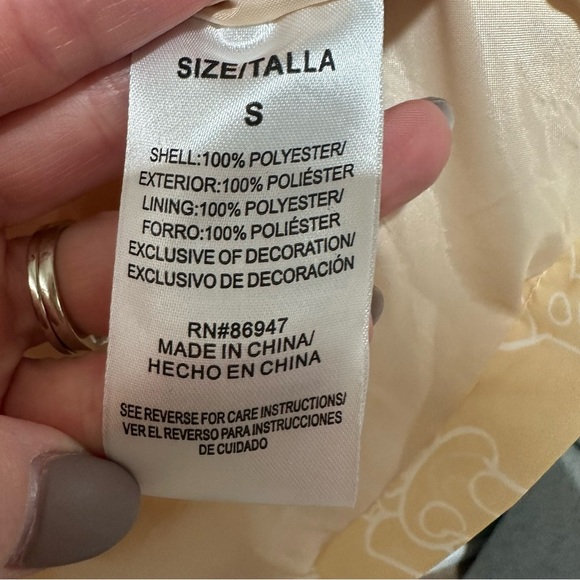 SIZE/TALLA
S
SHELL:100% POLYESTER/
EXTERIOR:100% POLIÉSTER
LINING:100% POLYESTER/
FORRO:100% POLIÉSTER
EXCLUSIVE OF DECORATION/
EXCLUSIVO DE DECORACIÓN
RN#86947
MADE IN CHINA/
HECHO EN CHINA
SEE REVERSE FOR CARE INSTRUCTIONS/
VER EL REVERSO PARA INSTRUCCIONES
DE CUIDADO